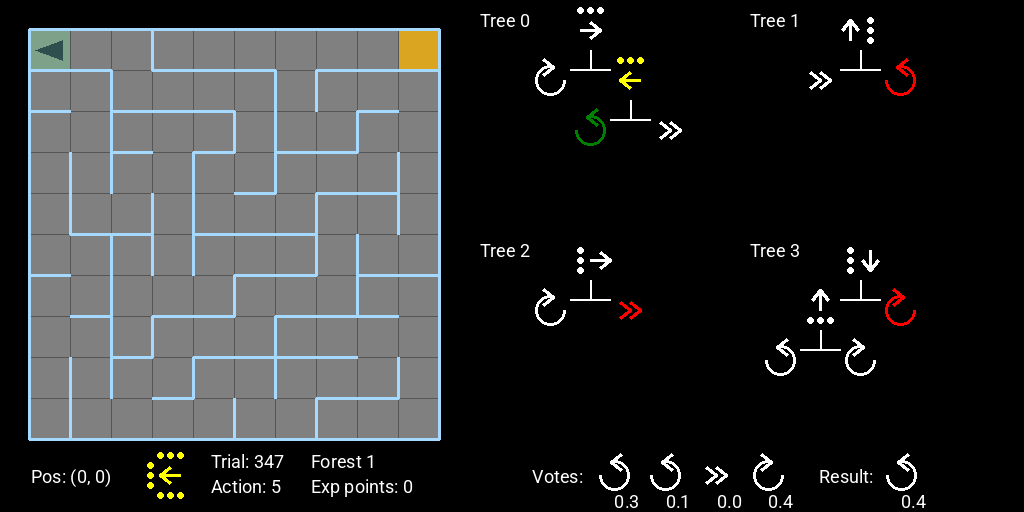 Tree 0
Tree 1
Tree 2
Tree 3
Pos: (0, 0)
Trial: 347
Forest 1
Action: 5
Exp points: 0
Votes:
0.3
0.1
0.0
0.4
Result:
0.4